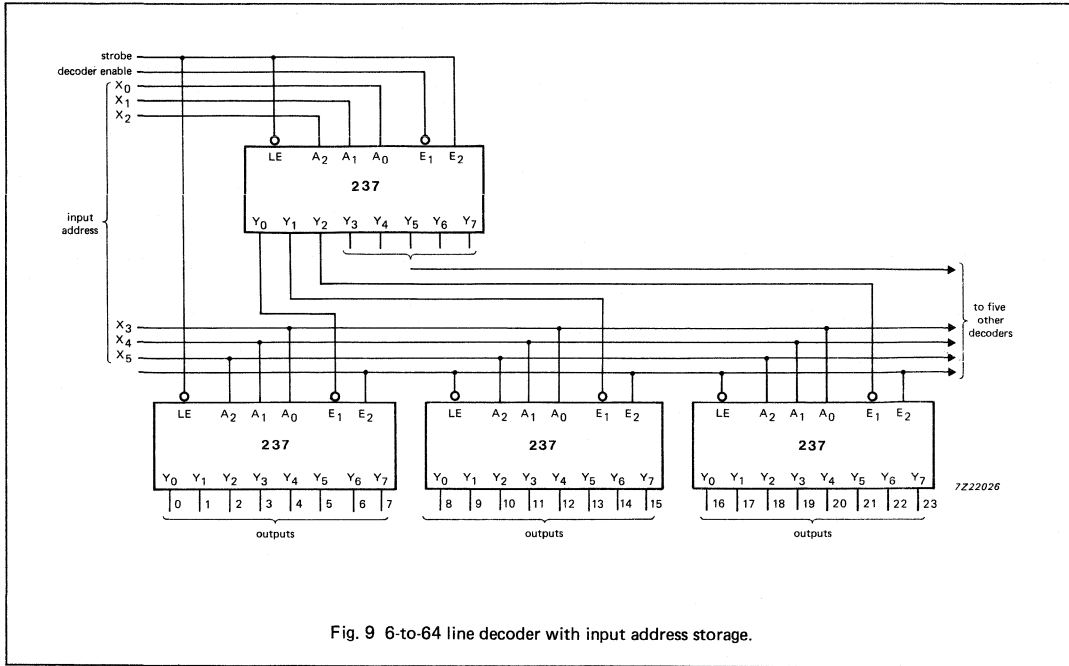 strobe
decoder enable
X0
X1
X2
LE A2 A1 A0 E1 E2
237
Y0 Y1 Y2 Y3 Y4 Y5 Y6 Y7
input
address
to five
other
decoders
X3
X4
X5
LE A2 A1 A0 E1 E2
237
Y0 Y1 Y2 Y3 Y4 Y5 Y6 Y7
0 1 2 3 4 5 6 7
outputs
LE A2 A1 A0 E1 E2
237
Y0 Y1 Y2 Y3 Y4 Y5 Y6 Y7
8 9 10 11 12 13 14 15
outputs
LE A2 A1 A0 E1 E2
237
Y0 Y1 Y2 Y3 Y4 Y5 Y6 Y7
16 17 18 19 20 21 22 23
outputs
7Z22026
Fig. 9 6-to-64 line decoder with input address storage.